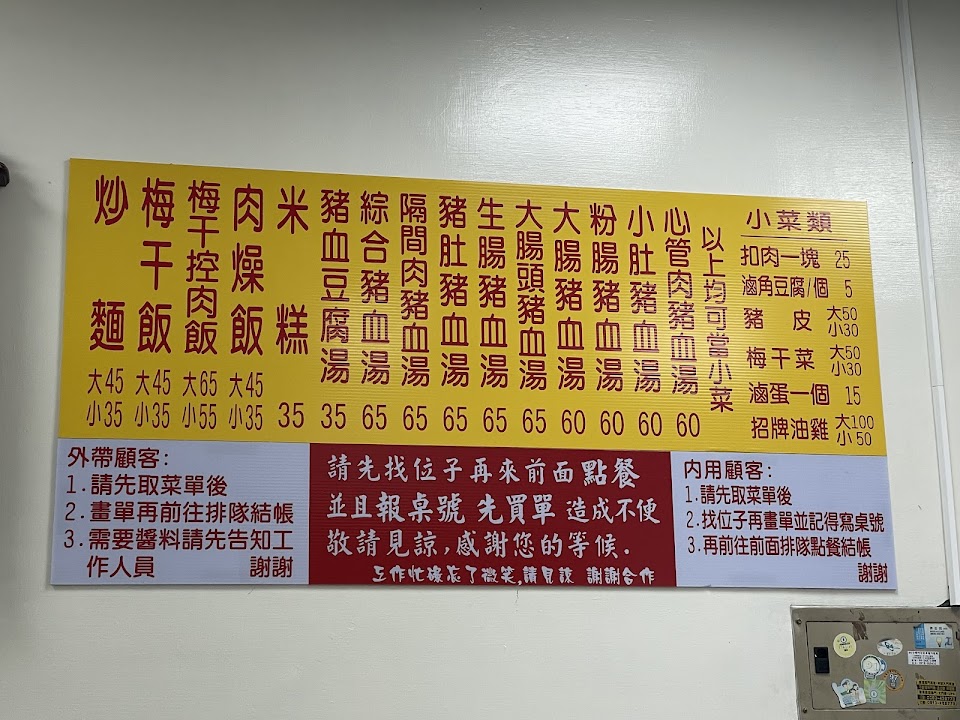 炒麵 大45 小35
梅干飯 大45 小35
梅干控肉飯 大65 小55
肉燥飯 大45 小35
米糕 35
豬血豆腐湯 35
綜合豬血湯 65
隔間肉豬血湯 65
豬肚豬血湯 65
生腸豬血湯 65
大腸頭豬血湯 65
大腸豬血湯 60
粉腸豬血湯 60
小肚豬血湯 60
心管肉豬血湯 60
以上均可當小菜
小菜類
扣肉一塊 25
滷角豆腐/個 5
豬皮 大50 小30
梅干菜 大50 小30
滷蛋一個 15
招牌油雞 大100 小50
外帶顧客:
1.請先取菜單後
2.畫單再前往排隊結帳
3.需要醬料請先告知工
作人員 謝謝
請先找位子再來前面點餐
並且報桌號 先買單 造成不便
敬請見諒,感謝您的等候.
工作忙碌忘了微笑,請見諒 謝謝合作
內用顧客:
1.請先取菜單後
2.找位子再畫單並記得寫桌號
3.再前往前面排隊點餐結帳
謝謝